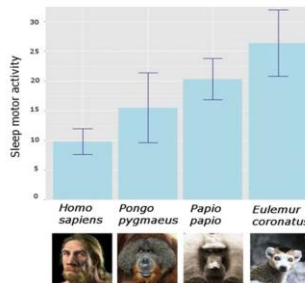 Sleep motor activity
30
25
20
15
10
5
0
Homo sapiens
Pongo pygmaeus
Papio papio
Eulemur coronatus